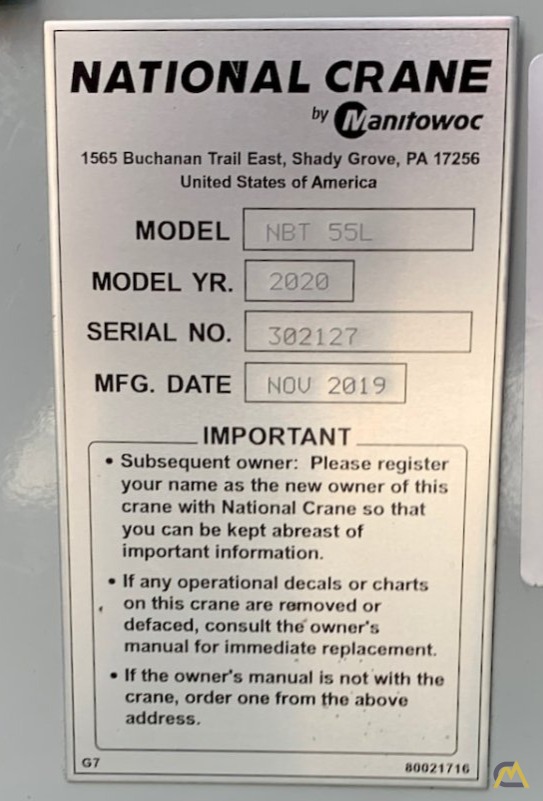 NATIONAL CRANE
by Manitowoc
1565 Buchanan Trail East, Shady Grove, PA 17256
United States of America
MODEL NBT 55L
MODEL YR. 2020
SERIAL NO. 302127
MFG. DATE NOV 2019
IMPORTANT
• Subsequent owner: Please register
your name as the new owner of this
crane with National Crane so that
you can be kept abreast of
important information.
• If any operational decals or charts
on this crane are removed or
defaced, consult the owner's
manual for immediate replacement.
• If the owner's manual is not with the
crane, order one from the above
address.
G7 80021716